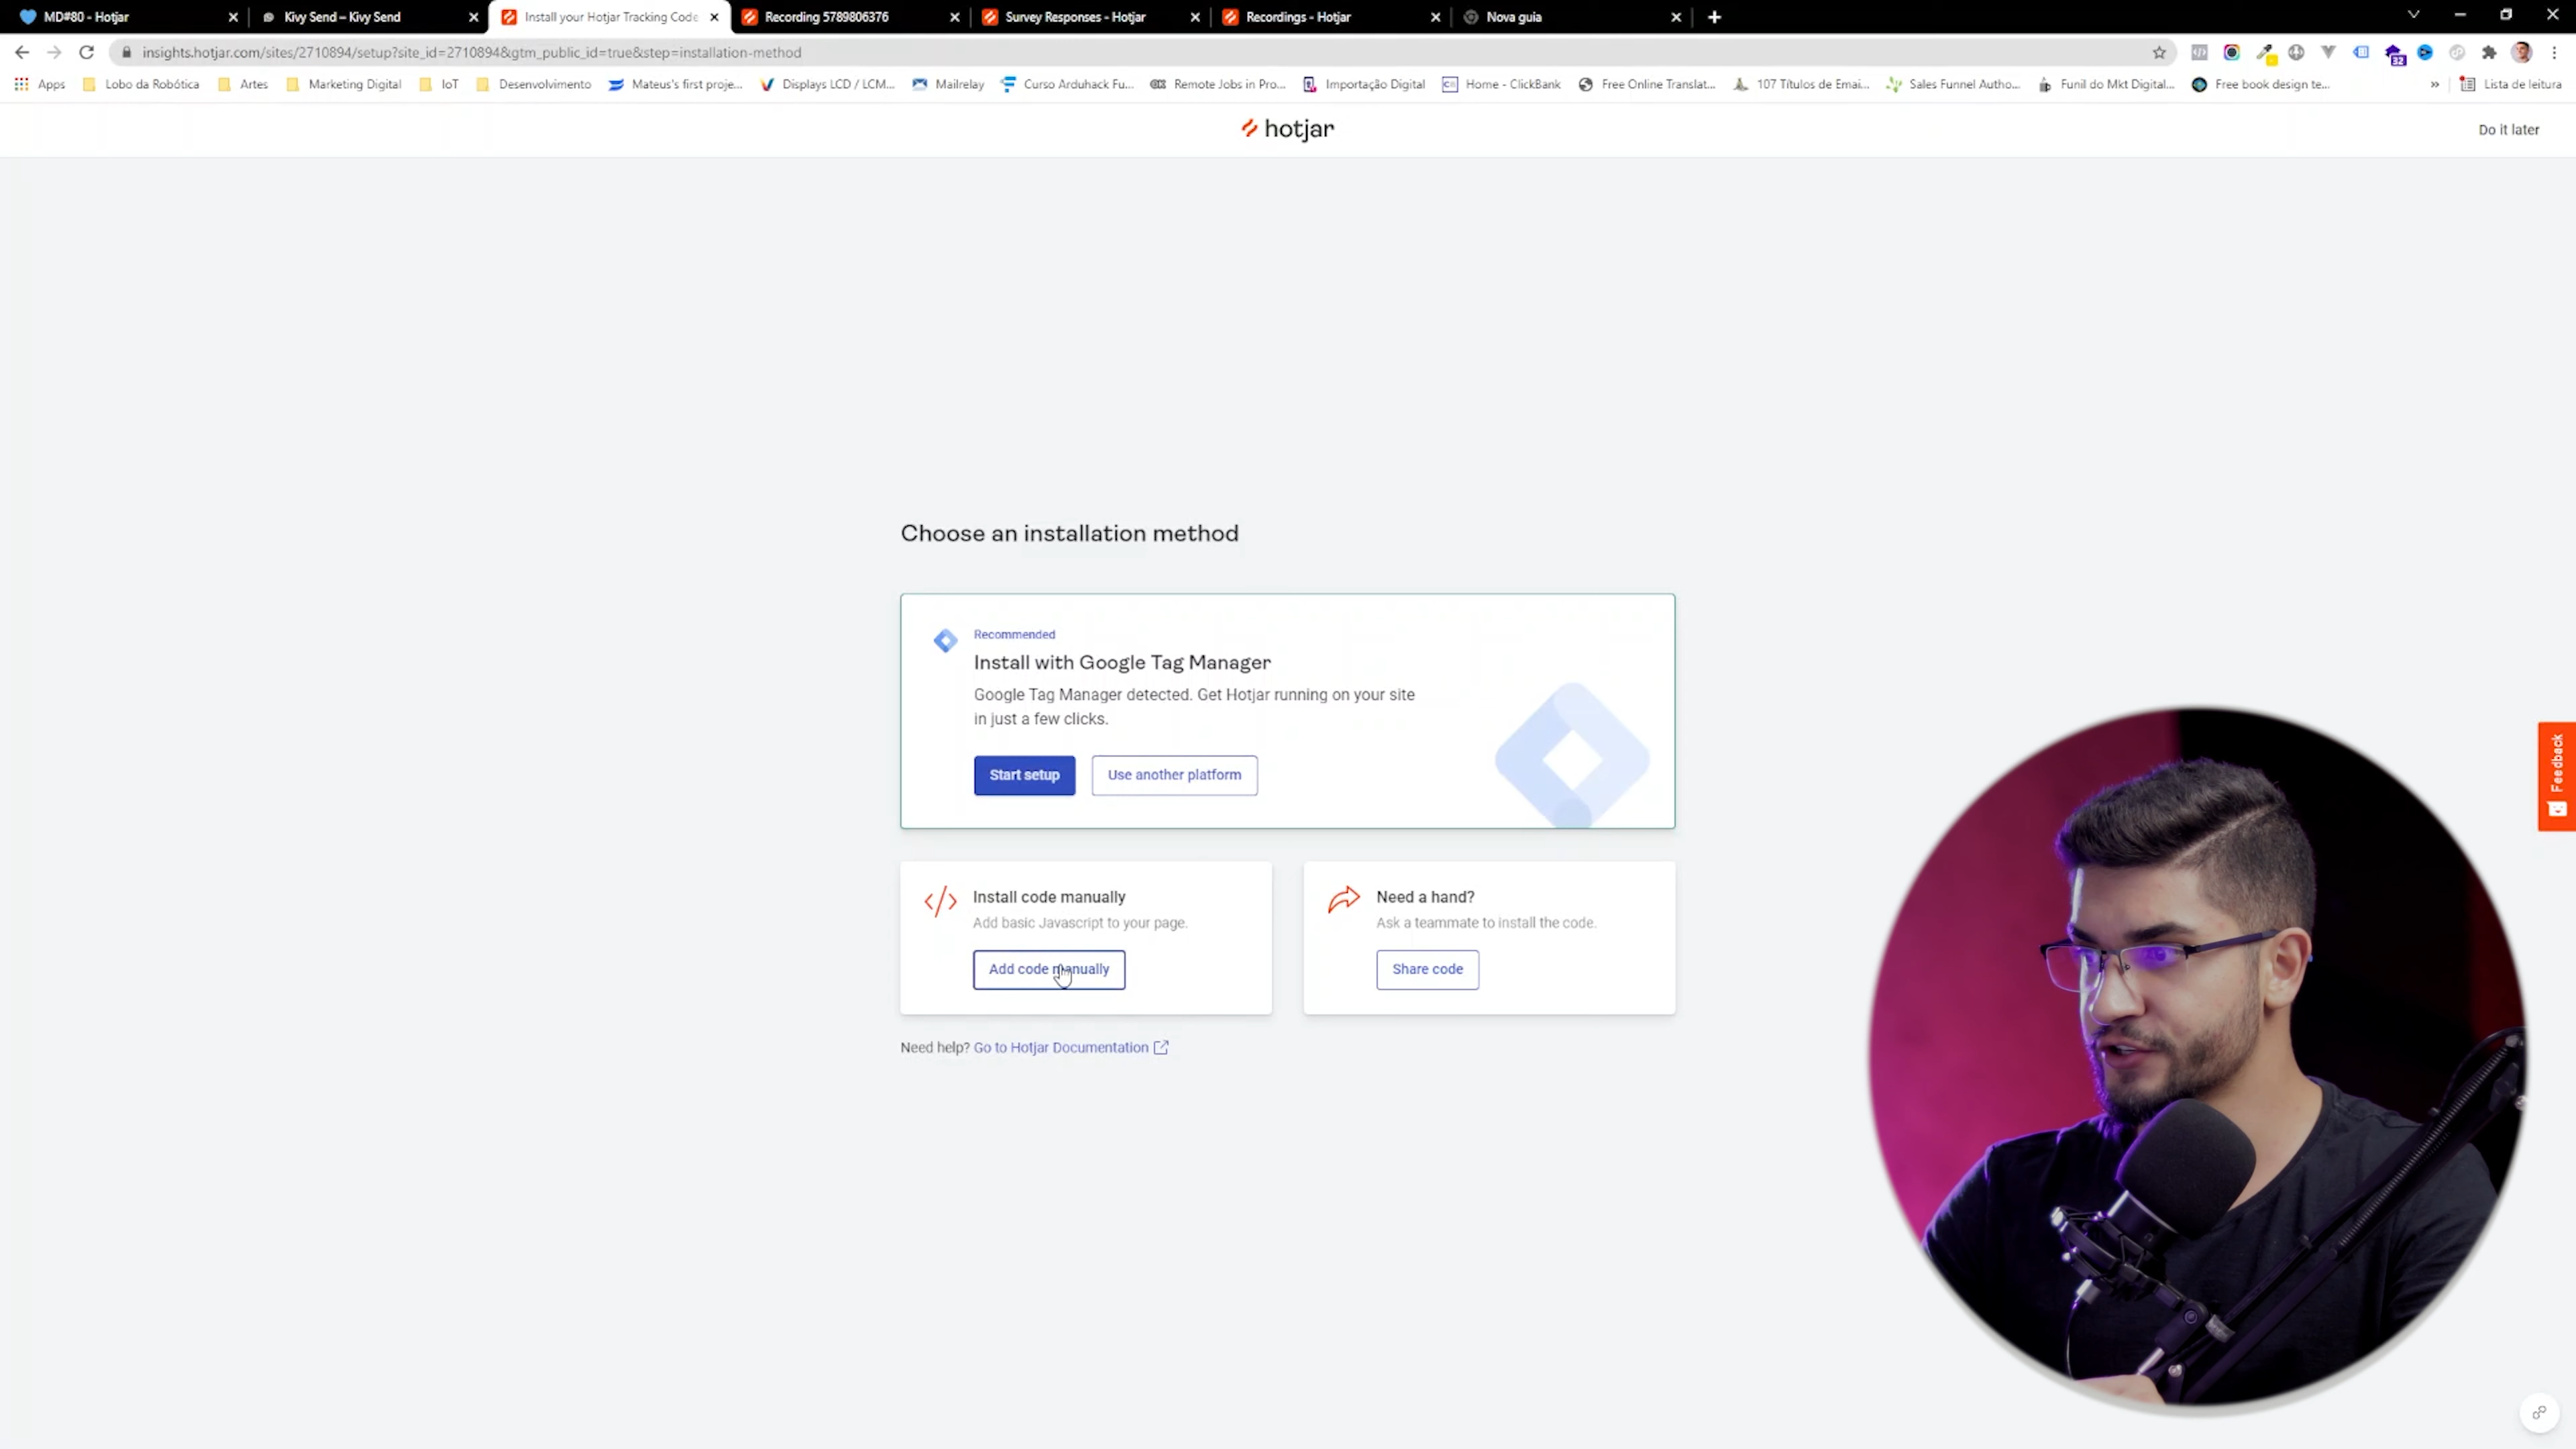 MD#80 - Hotjar
Kivy Send – Kivy Send
Install your Hotjar Tracking Code
Recording 5789806376
Survey Responses - Hotjar
Recordings - Hotjar
Nova guia
insights.hotjar.com/sites/2710894/setup?site_id=2710894&gtm_public_id=true&step=installation-method
32
Apps
Lobo da Robótica
Artes
Marketing Digital
IoT
Desenvolvimento
Mateus's first proje...
Displays LCD / LCM...
Mailrelay
Curso Arduhack Fu...
Remote Jobs in Pro...
Importação Digital
Home - ClickBank
Free Online Translat...
107 Títulos de Emai...
Sales Funnel Autho...
Funil do Mkt Digital...
Free book design te...
»
Lista de leitura
hotjar
Do it later
Choose an installation method
Recommended
Install with Google Tag Manager
Google Tag Manager detected. Get Hotjar running on your site
in just a few clicks.
Start setup
Use another platform
Install code manually
Add basic Javascript to your page.
Add code manually
Need a hand?
Ask a teammate to install the code.
Share code
Need help? Go to Hotjar Documentation
Feedback